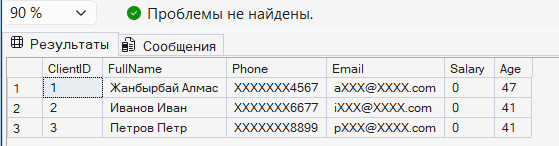 90 %
Проблемы не найдены.
Результаты Сообщения
ClientID FullName Phone Email Salary Age
1 1 Жанбырбай Алмас XXXXXXX4567 aXXX@XXXX.com 0 47
2 2 Иванов Иван XXXXXXX6677 iXXX@XXXX.com 0 41
3 3 Петров Петр XXXXXXX8899 pXXX@XXXX.com 0 41